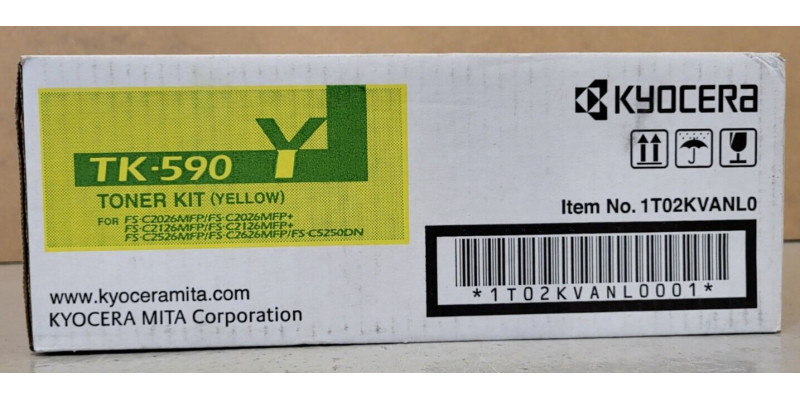 TK-590 Y
TONER KIT (YELLOW)
FOR FS-C2026MFP/FS-C2026MFP+
FS-C2126MFP/FS-C2126MFP+
FS-C2526MFP/FS-C2626MFP/FS-C5250DN
www.kyoceramita.com
KYOCERA MITA Corporation
KYOCERA
Item No. 1T02KVANL0
*1T02KVANL0001*